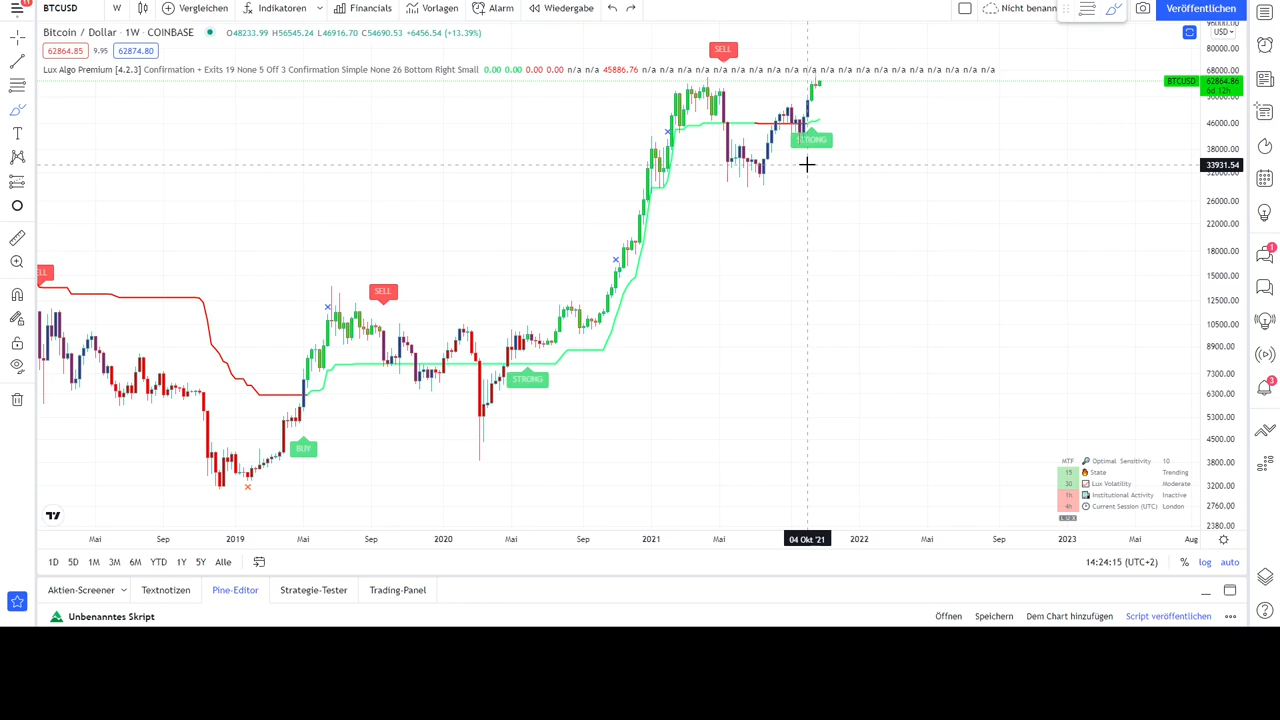 11
BTCUSD W Vergleichen Indikatoren Financials Vorlagen Alarm Wiedergabe Nicht benann Veröffentlichen
Bitcoin / Dollar · 1W · COINBASE O48233.99 H56545.24 L46916.70 C54690.53 +6456.54 (+13.39%)
62864.85 9.95 62874.80
Lux Algo Premium [4.2.3] Confirmation + Exits 19 None 5 Off 3 Confirmation Simple None 26 Bottom Right Small 0.00 0.00 0.00 0.00 n/a n/a 45886.76 n/a n/a n/a n/a n/a n/a n/a n/a n/a n/a n/a n/a n/a n/a n/a n/a n/a n/a n/a n/a n/a
USD
80000.00
68000.00
BTCUSD 62864.86
6d 12h
46000.00
38000.00
33931.54
26000.00
22000.00
18000.00
15000.00
12500.00
10500.00
8900.00
7300.00
6300.00
5300.00
4500.00
3800.00
3200.00
2760.00
2380.00
SELL
STRONG
SELL
STRONG
BUY
MTF Optimal Sensitivity 10
15 State Trending
30 Lux Volatility Moderate
1h Institutional Activity Inactive
4h Current Session (UTC) London
LUX
Mai Sep 2019 Mai Sep 2020 Mai Sep 2021 Mai 04 Okt '21 2022 Mai Sep 2023 Mai Aug
1D 5D 1M 3M 6M YTD 1Y 5Y Alle 14:24:15 (UTC+2) % log auto
Aktien-Screener Textnotizen Pine-Editor Strategie-Tester Trading-Panel
Unbenanntes Skript Öffnen Speichern Dem Chart hinzufügen Script veröffentlichen
1
3